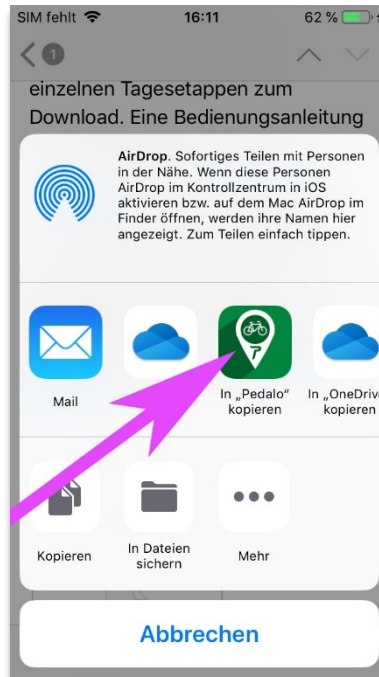 SIM fehlt 16:11 62 %
1
einzelnen Tagesetappen zum
Download. Eine Bedienungsanleitung
AirDrop. Sofortiges Teilen mit Personen
in der Nähe. Wenn diese Personen
AirDrop im Kontrollzentrum in iOS
aktivieren bzw. auf dem Mac AirDrop im
Finder öffnen, werden ihre Namen hier
angezeigt. Zum Teilen einfach tippen.
Mail
In „Pedalo“
kopieren
In „OneDrive
kopieren
Kopieren
In Dateien
sichern
Mehr
Abbrechen